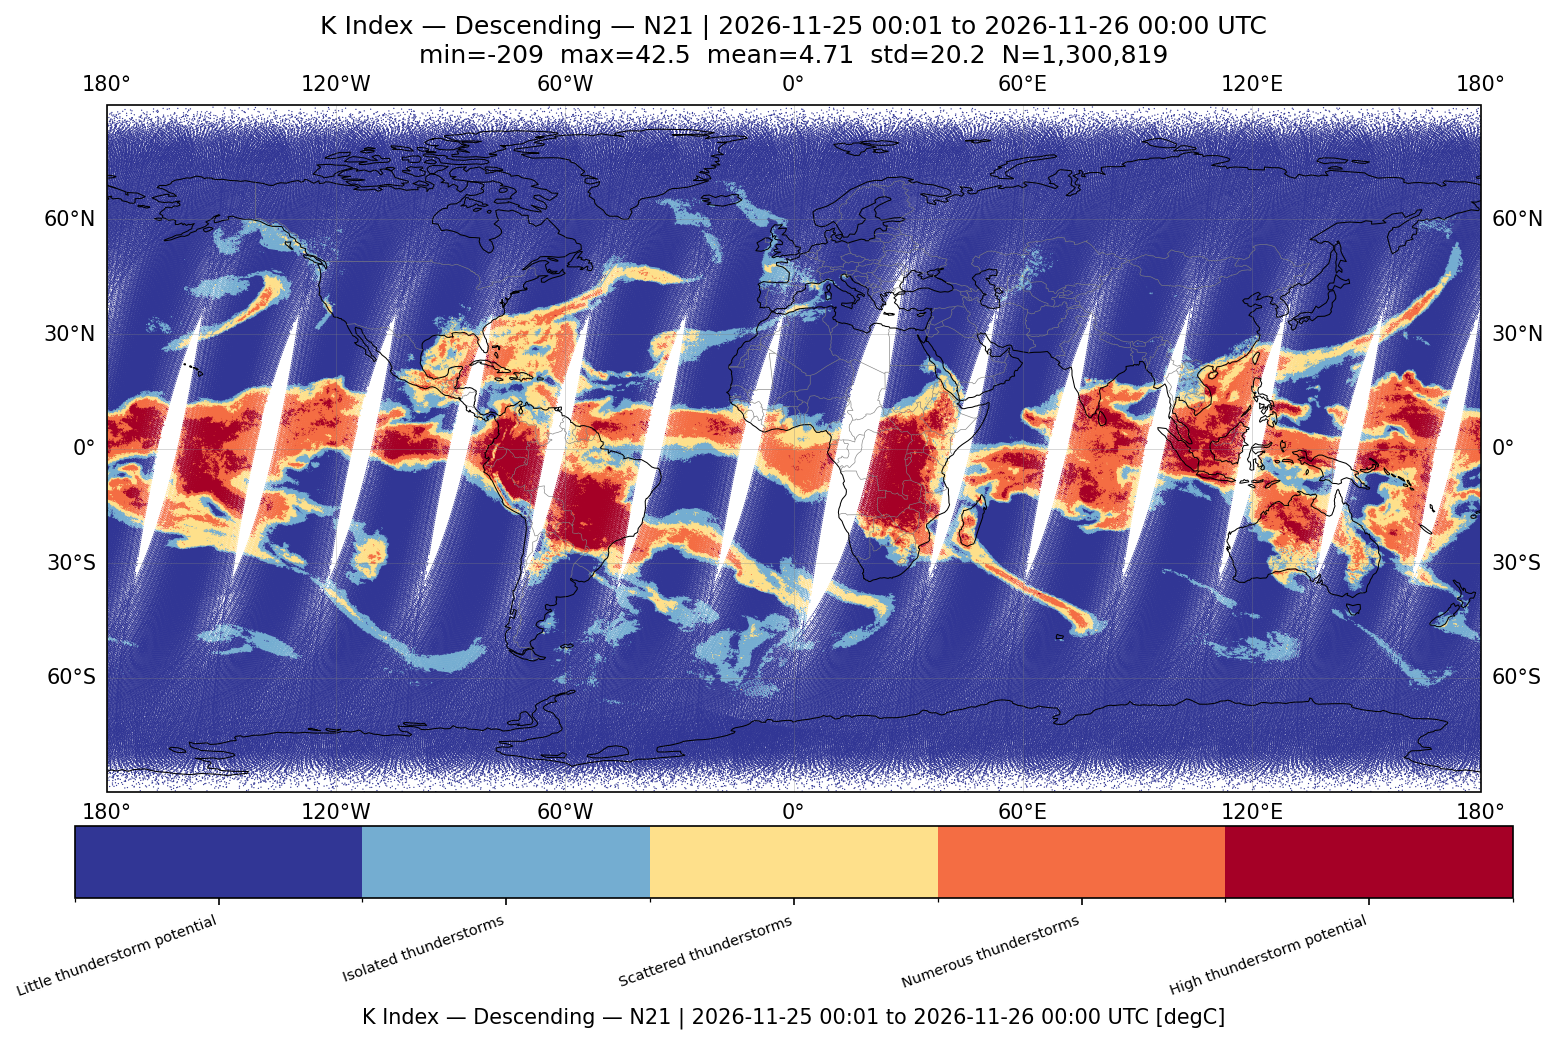 K Index — Descending — N21 | 2026-11-25 00:01 to 2026-11-26 00:00 UTC
min=-209 max=42.5 mean=4.71 std=20.2 N=1,300,819
180° 120°W 60°W 0° 60°E 120°E 180°
60°N 60°N
30°N 30°N
0° 0°
30°S 30°S
60°S 60°S
180° 120°W 60°W 0° 60°E 120°E 180°
Little thunderstorm potential
Isolated thunderstorms
Scattered thunderstorms
Numerous thunderstorms
High thunderstorm potential
K Index — Descending — N21 | 2026-11-25 00:01 to 2026-11-26 00:00 UTC [degC]